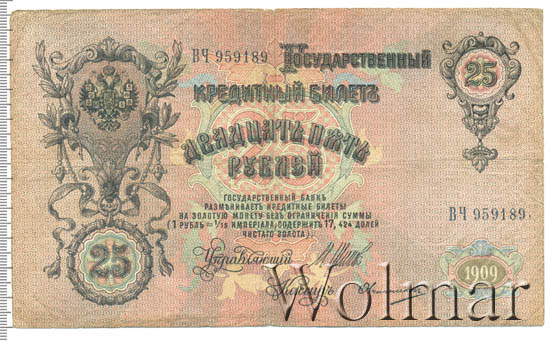 ВЧ 959189
Государственный
25
Кредитный Билетъ
Двадцать пять
рублей
Государственный банкъ
размѣниваетъ кредитные билеты
на золотую монету безъ ограниченія суммы
(1 рубль = 1/15 имперіала, содержитъ 17,424 долей
чистаго золота).
ВЧ 959189.
25
Управляющій
Кассиръ
1909
Wolmar